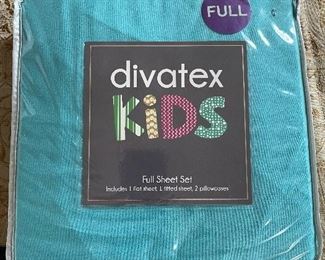 FULL
divatex
KiDS
Full Sheet Set
Includes 1 flat sheet, 1 fitted sheet, 2 pillowcases